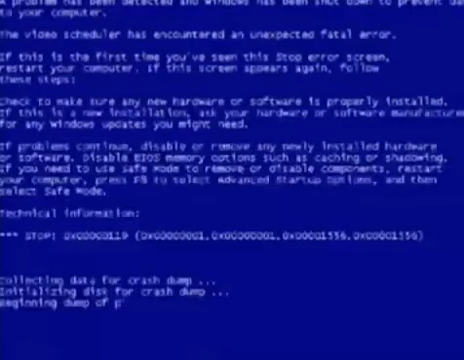 A problem has been detected and windows has been shut down to prevent da
to your computer.
The video scheduler has encountered an unexpected fatal error.
If this is the first time you've seen this Stop error screen,
restart your computer. If this screen appears again, follow
these steps:
Check to make sure any new hardware or software is properly installed.
If this is a new installation, ask your hardware or software manufacturer
for any windows updates you might need.
If problems continue, disable or remove any newly installed hardware
or software. Disable BIOS memory options such as caching or shadowing.
If you need to use safe Mode to remove or disable components, restart
your computer, press F8 to select Advanced Startup Options, and then
select Safe Mode.
Technical information:
*** STOP: 0x00000119 (0x00000001,0x00000001,0x00001556,0x00001556)
Collecting data for crash dump ...
Initializing disk for crash dump ...
Beginning dump of p